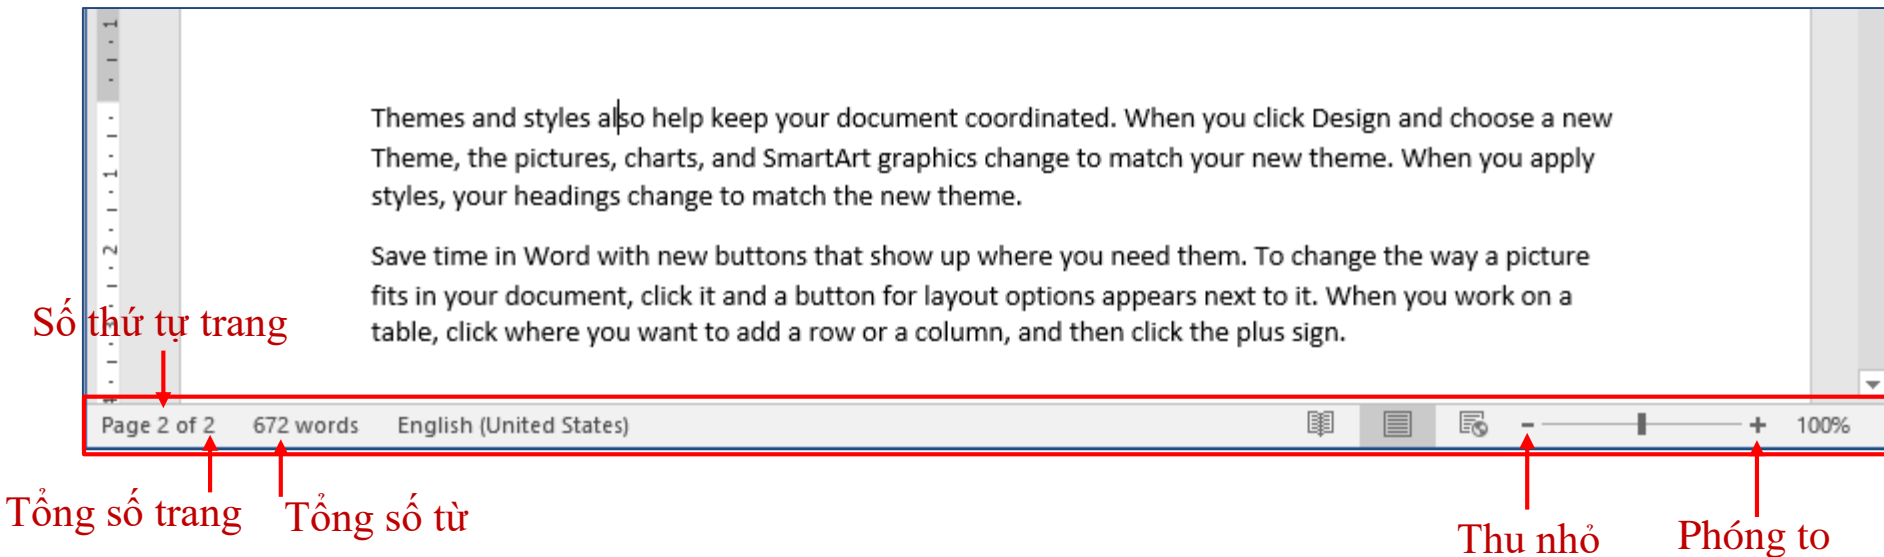 Themes and styles also help keep your document coordinated. When you click Design and choose a new
Theme, the pictures, charts, and SmartArt graphics change to match your new theme. When you apply
styles, your headings change to match the new theme.
Save time in Word with new buttons that show up where you need them. To change the way a picture
fits in your document, click it and a button for layout options appears next to it. When you work on a
table, click where you want to add a row or a column, and then click the plus sign.
Số thứ tự trang
Page 2 of 2 672 words English (United States) - + 100%
Tổng số trang Tổng số từ
Thu nhỏ Phóng to